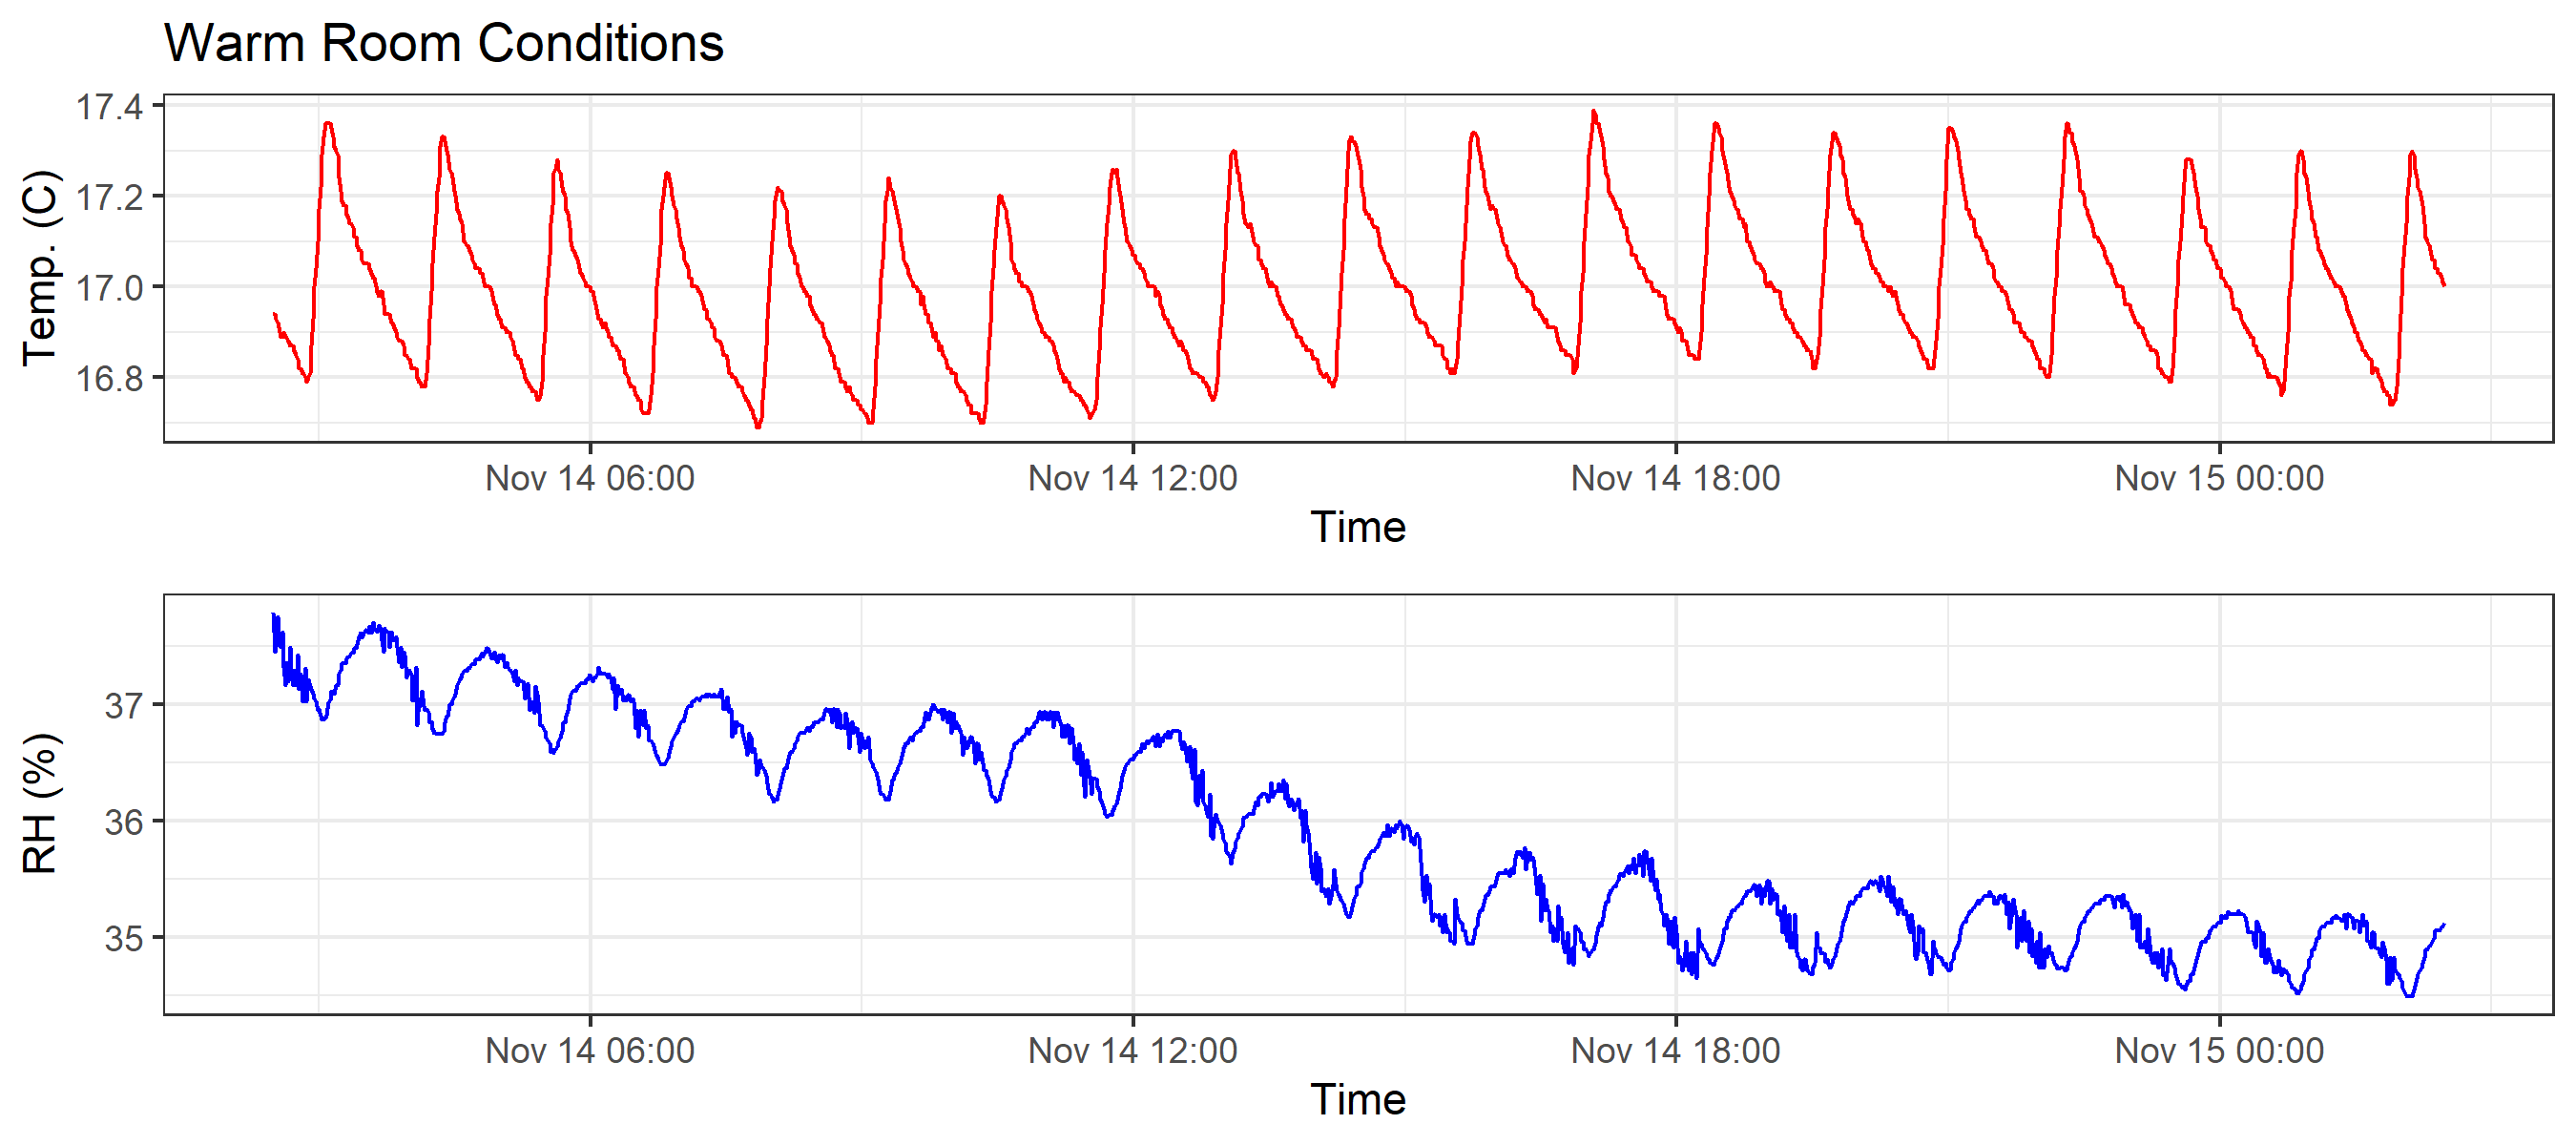 Warm Room Conditions
Temp. (C)
17.4
17.2
17.0
16.8
Nov 14 06:00 Nov 14 12:00 Nov 14 18:00 Nov 15 00:00
Time
RH (%)
37
36
35
Nov 14 06:00 Nov 14 12:00 Nov 14 18:00 Nov 15 00:00
Time